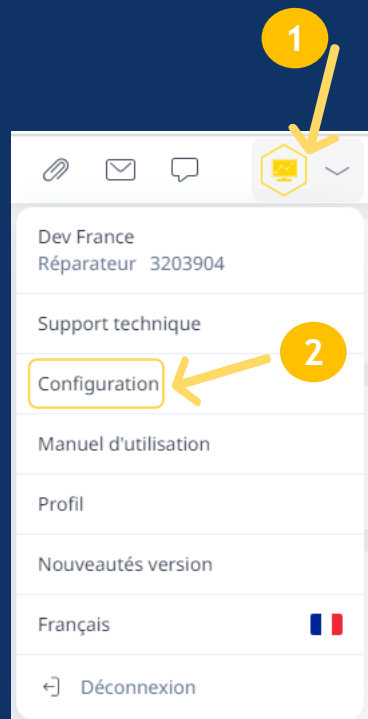 1
Dev France
Réparateur 3203904
Support technique
2
Configuration
Manuel d'utilisation
Profil
Nouveautés version
Français
Déconnexion